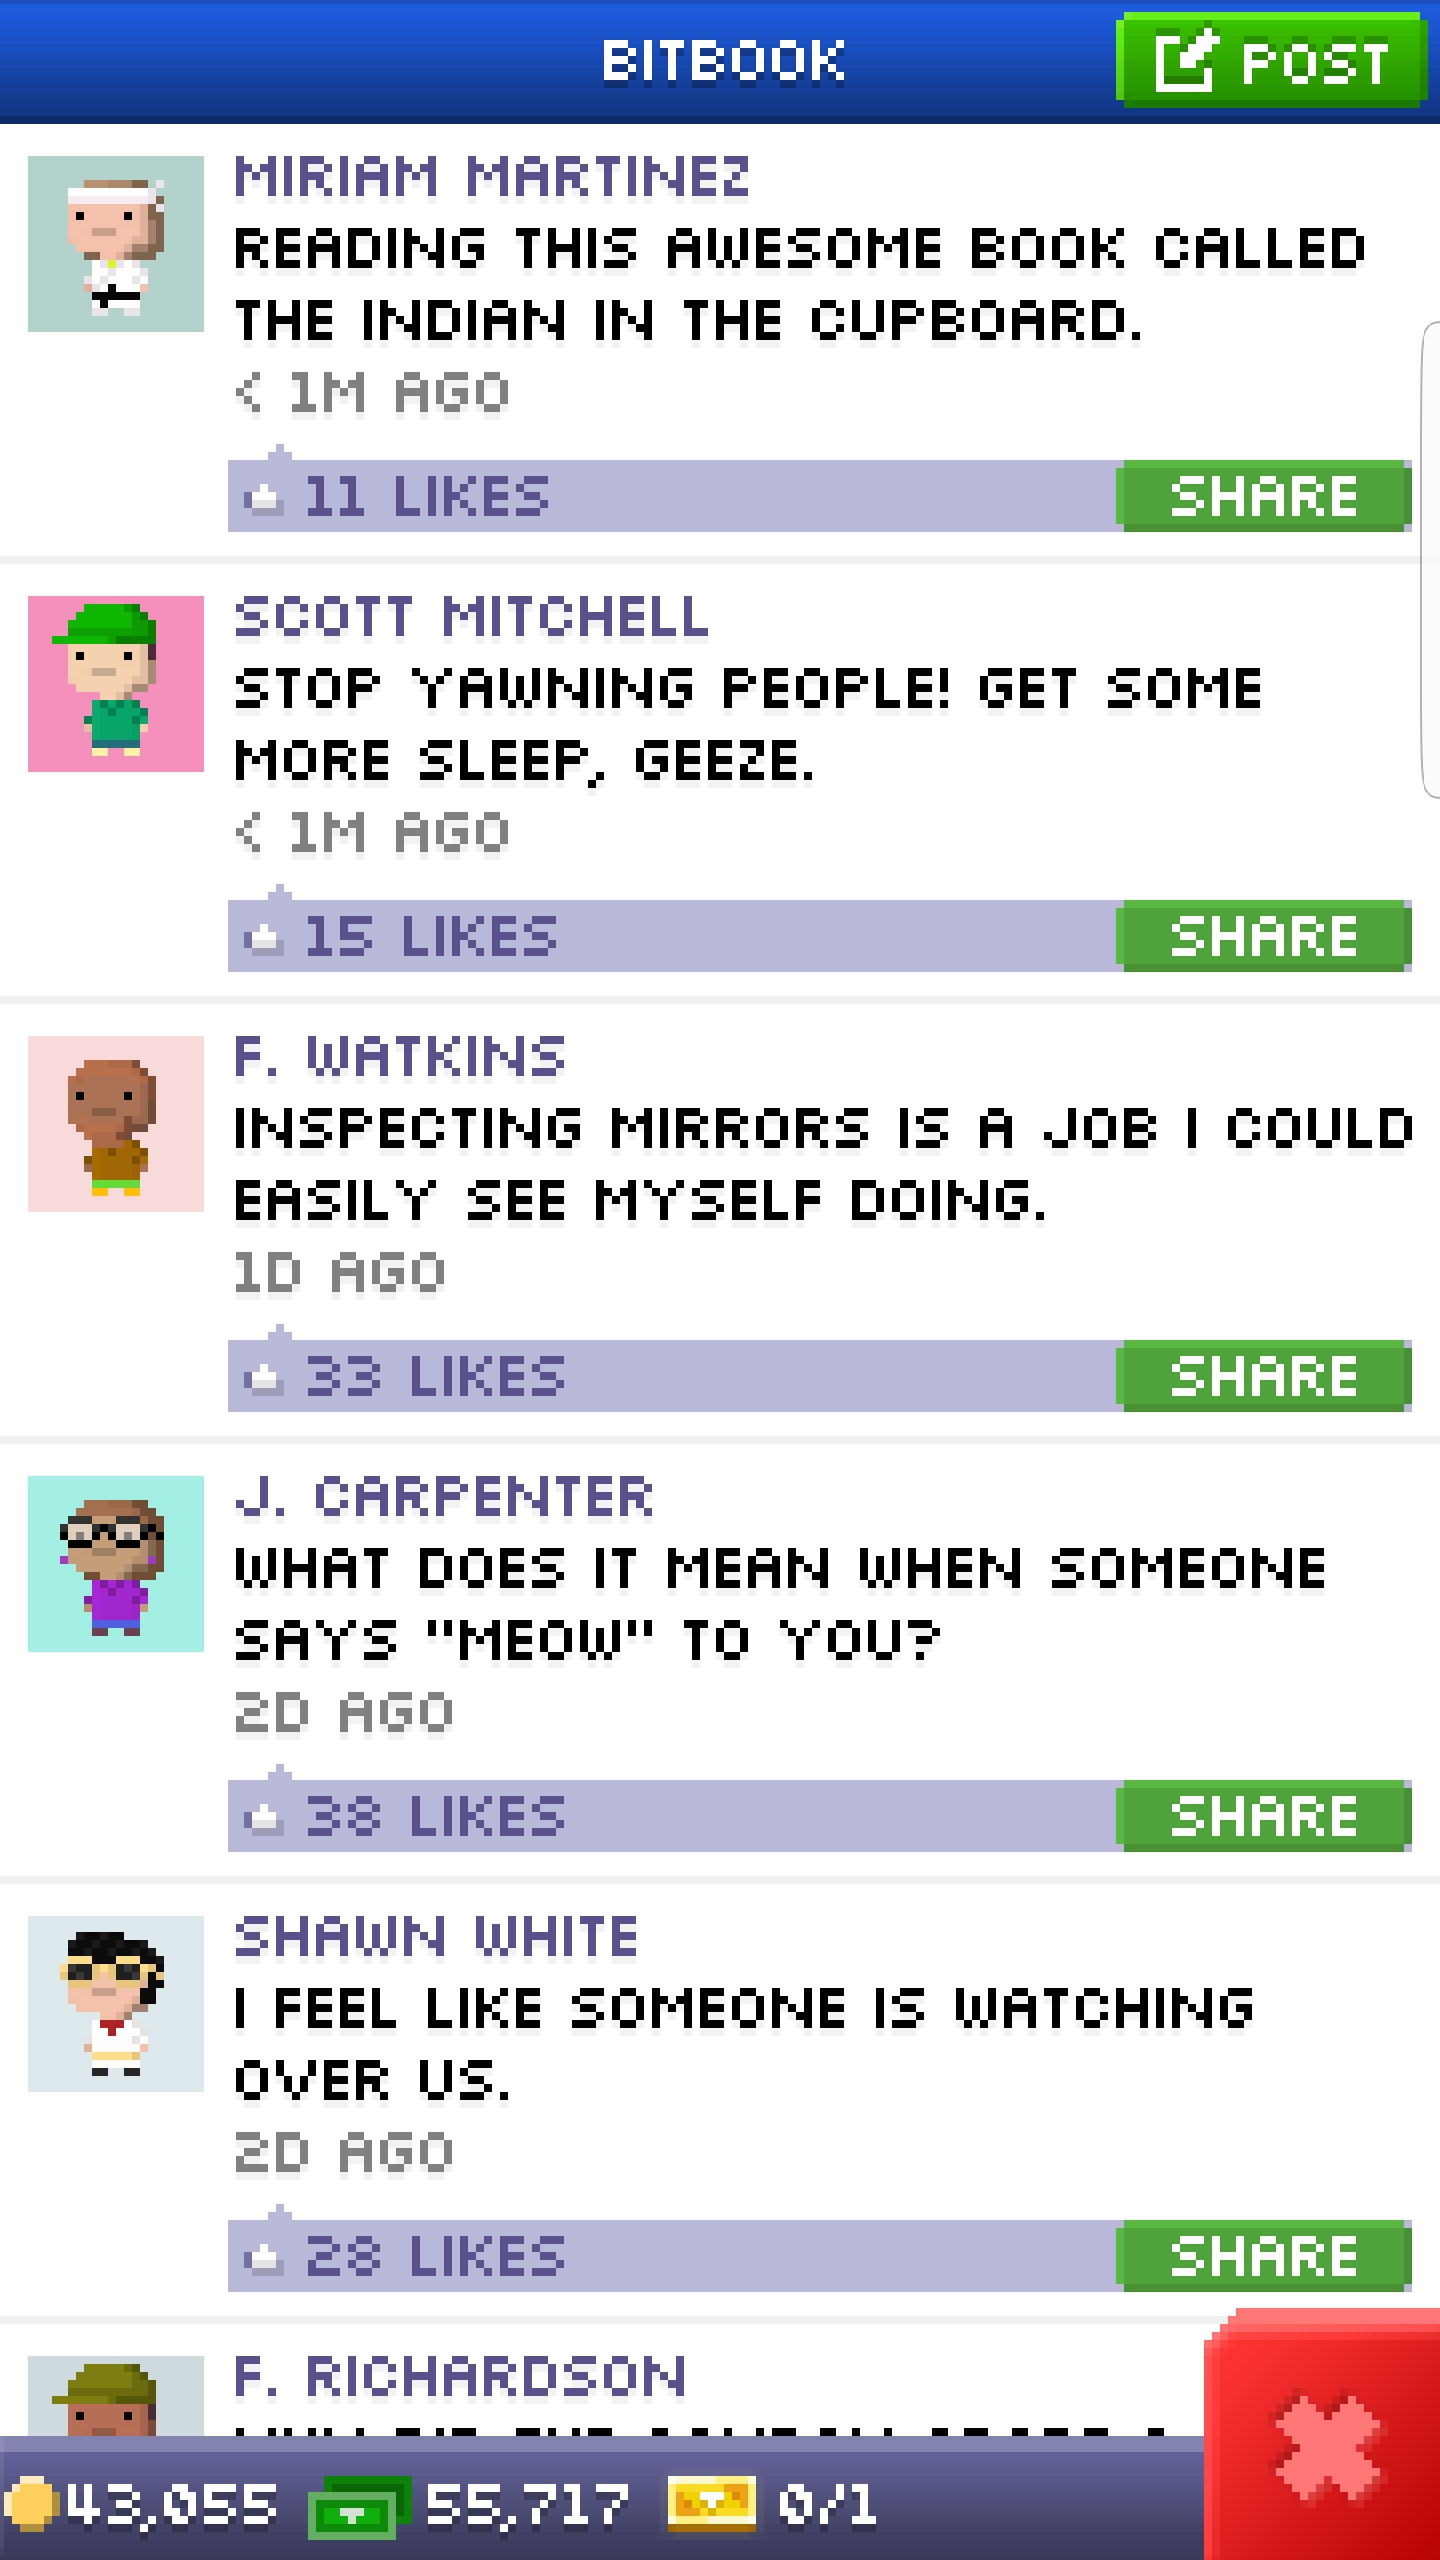 BITBOOK
POST
MIRIAM MARTINEZ
READING THIS AWESOME BOOK CALLED
THE INDIAN IN THE CUPBOARD.
< 1M AGO
11 LIKES
SHARE
SCOTT MITCHELL
STOP YAWNING PEOPLE! GET SOME
MORE SLEEP, GEEZE.
< 1M AGO
15 LIKES
SHARE
F. WATKINS
INSPECTING MIRRORS IS A JOB I COULD
EASILY SEE MYSELF DOING.
1D AGO
33 LIKES
SHARE
J. CARPENTER
WHAT DOES IT MEAN WHEN SOMEONE
SAYS "MEOW" TO YOU?
2D AGO
38 LIKES
SHARE
SHAWN WHITE
I FEEL LIKE SOMEONE IS WATCHING
OVER US.
2D AGO
28 LIKES
SHARE
F. RICHARDSON
43,055
55,717
0/1